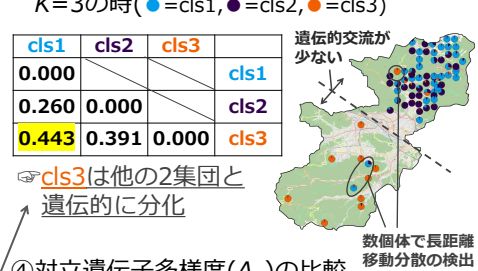 K=3の時(●=cls1,●=cls2,●=cls3)
cls1 cls2 cls3
0.000 cls1
0.260 0.000 cls2
0.443 0.391 0.000 cls3
☞cls3は他の2集団と
遺伝的に分化
遺伝的交流が
少ない
数個体で長距離
移動分散の検出
④対立遺伝子多様度(A)の比較